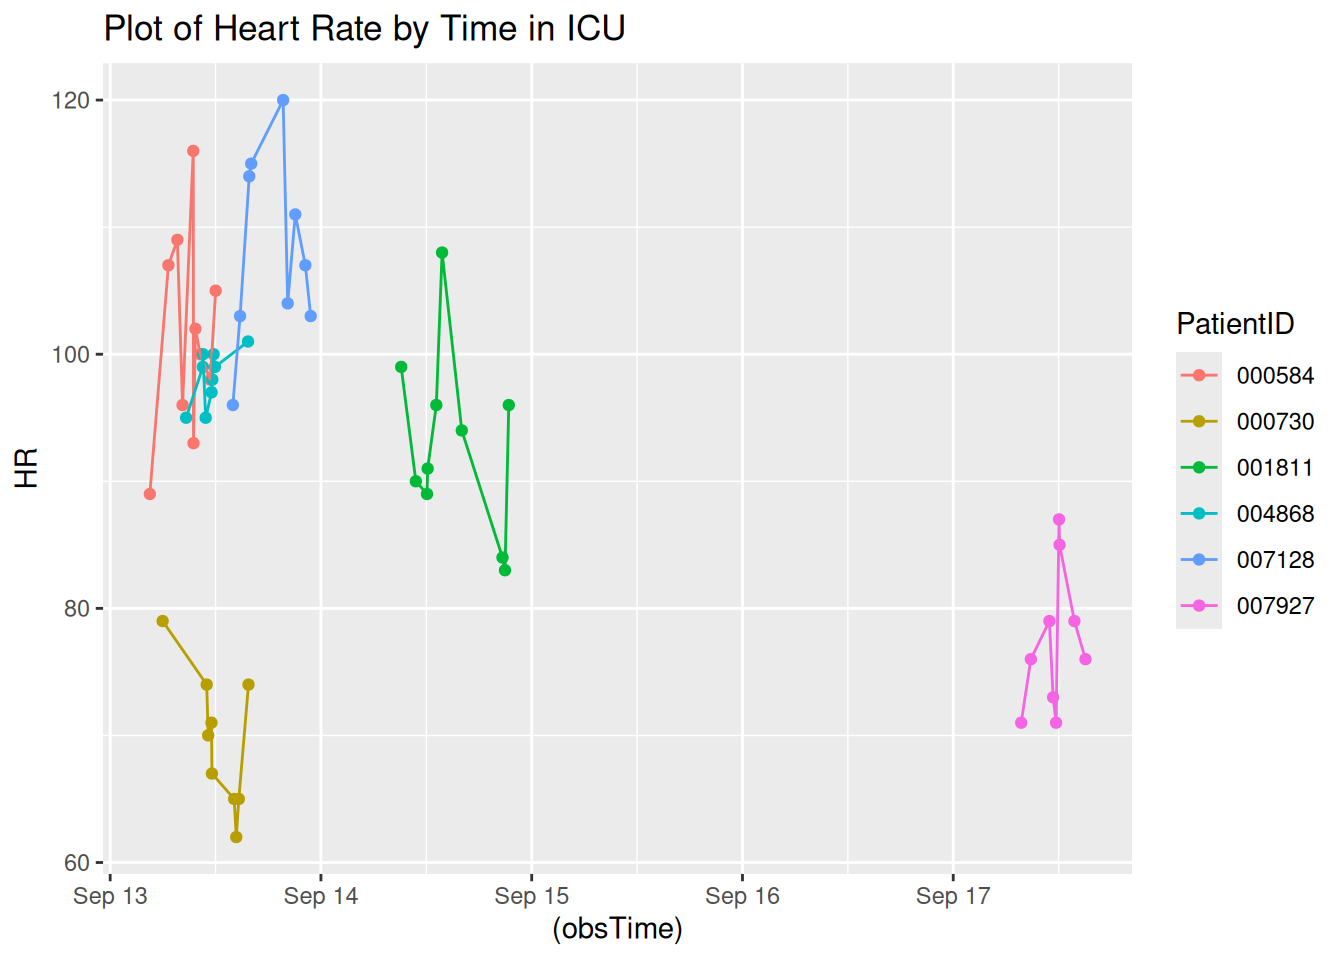 Plot of Heart Rate by Time in ICU
120
100
80
60
HR
Sep 13
Sep 14
Sep 15
Sep 16
Sep 17
(obsTime)
PatientID
000584
000730
001811
004868
007128
007927